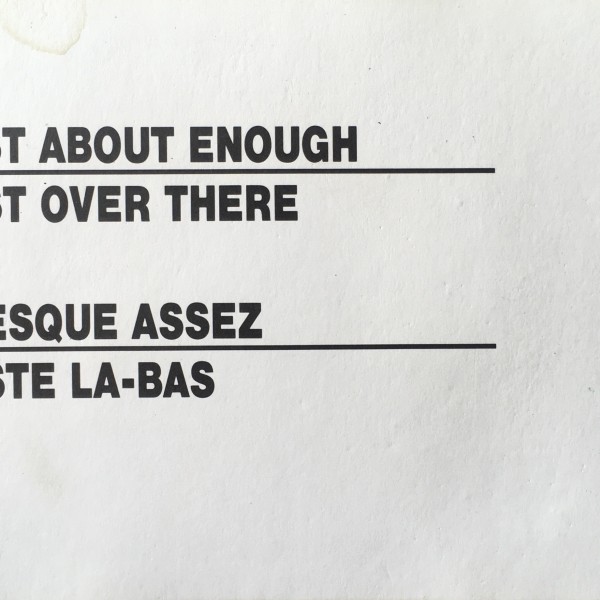 ST ABOUT ENOUGH
ST OVER THERE
ESQUE ASSEZ
STE LA-BAS